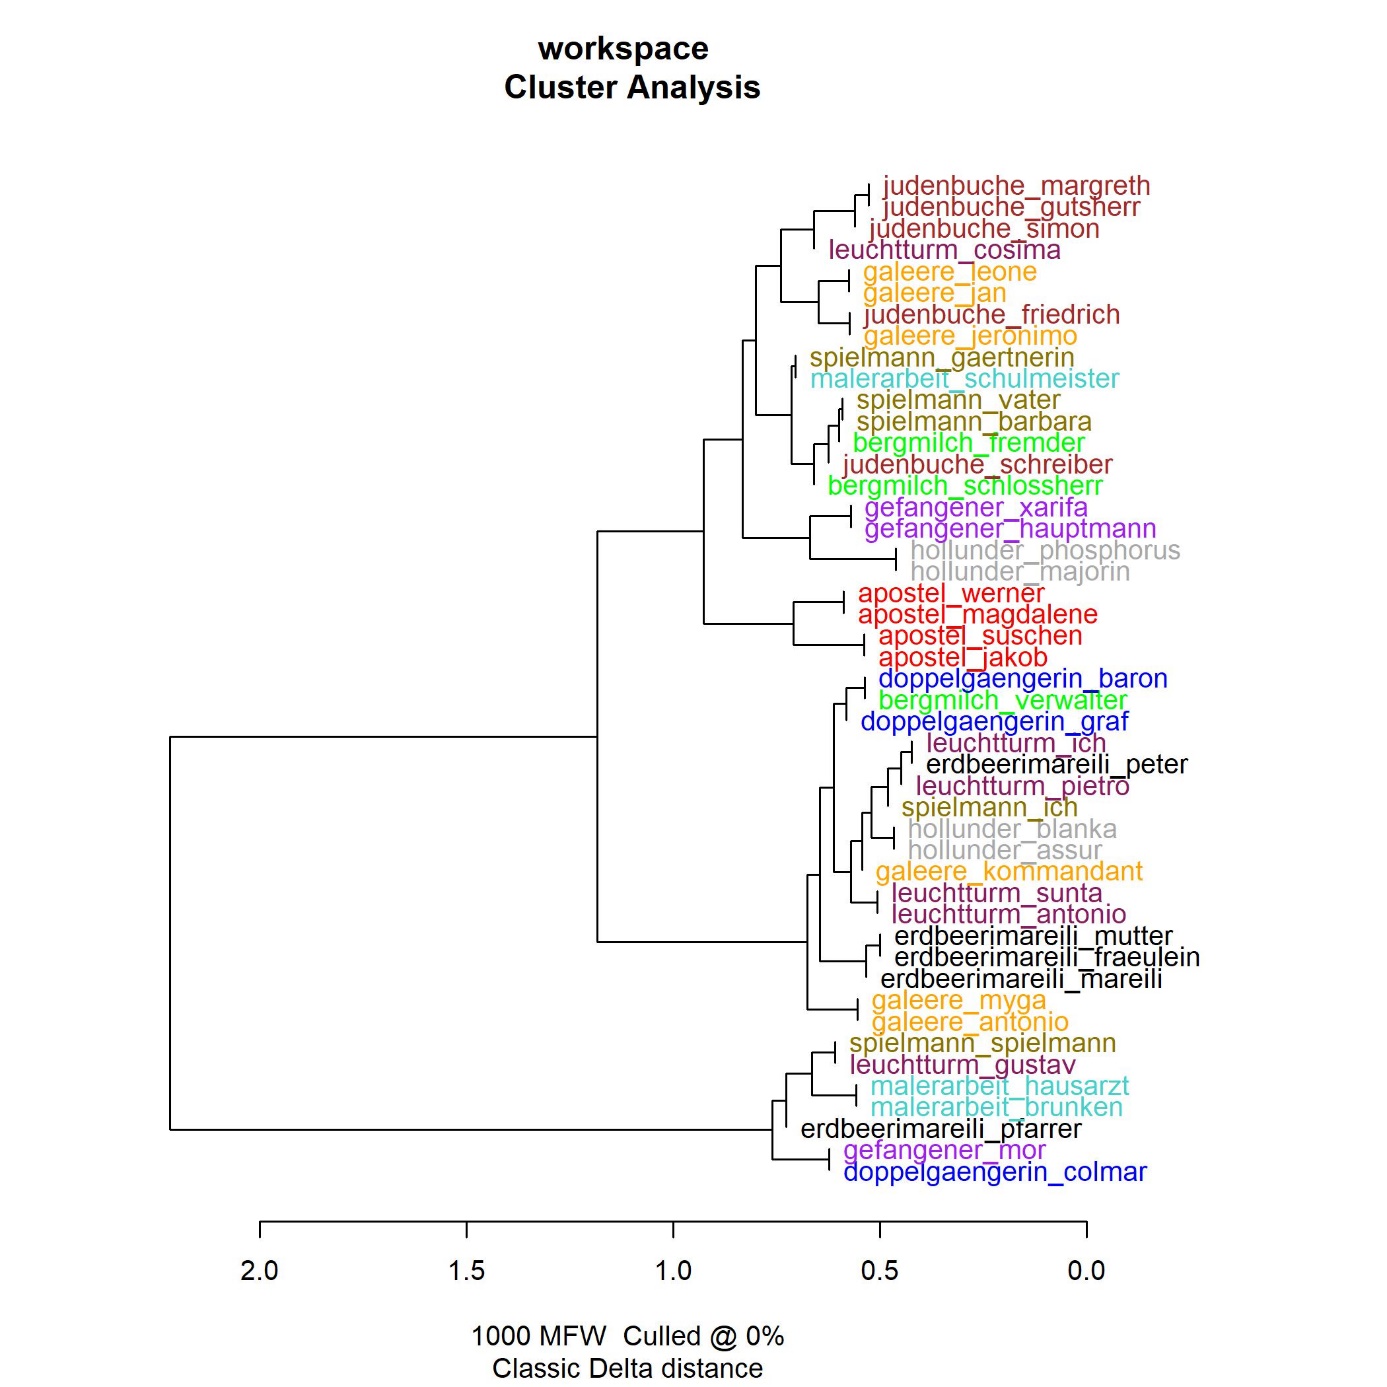 workspace
Cluster Analysis
judenbuche_margreth
judenbuche_gutsherr
judenbuche_simon
leuchtturm_cosima
galeere_leone
galeere_jan
judenbuche_friedrich
galeere_jeronimo
spielmann_gaertnerin
malerarbeit_schulmeister
spielmann_vater
spielmann_barbara
bergmilch_fremder
judenbuche_schreiber
bergmilch_schlossherr
gefangener_xarifa
gefangener_hauptmann
hollunder_phosphorus
hollunder_majorin
apostel_werner
apostel_magdalene
apostel_suschen
apostel_jakob
doppelgaengerin_baron
bergmilch_verwalter
doppelgaengerin_graf
leuchtturm_ich
erdbeerimareili_peter
leuchtturm_pietro
spielmann_ich
hollunder_blanka
hollunder_assur
galeere_kommandant
leuchtturm_sunta
leuchtturm_antonio
erdbeerimareili_mutter
erdbeerimareili_fraeulein
erdbeerimareili_mareili
galeere_myga
galeere_antonio
spielmann_spielmann
leuchtturm_gustav
malerarbeit_hausarzt
malerarbeit_brunken
erdbeerimareili_pfarrer
gefangener_mor
doppelgaengerin_colmar
2.0 1.5 1.0 0.5 0.0
1000 MFW  Culled @ 0%
Classic Delta distance